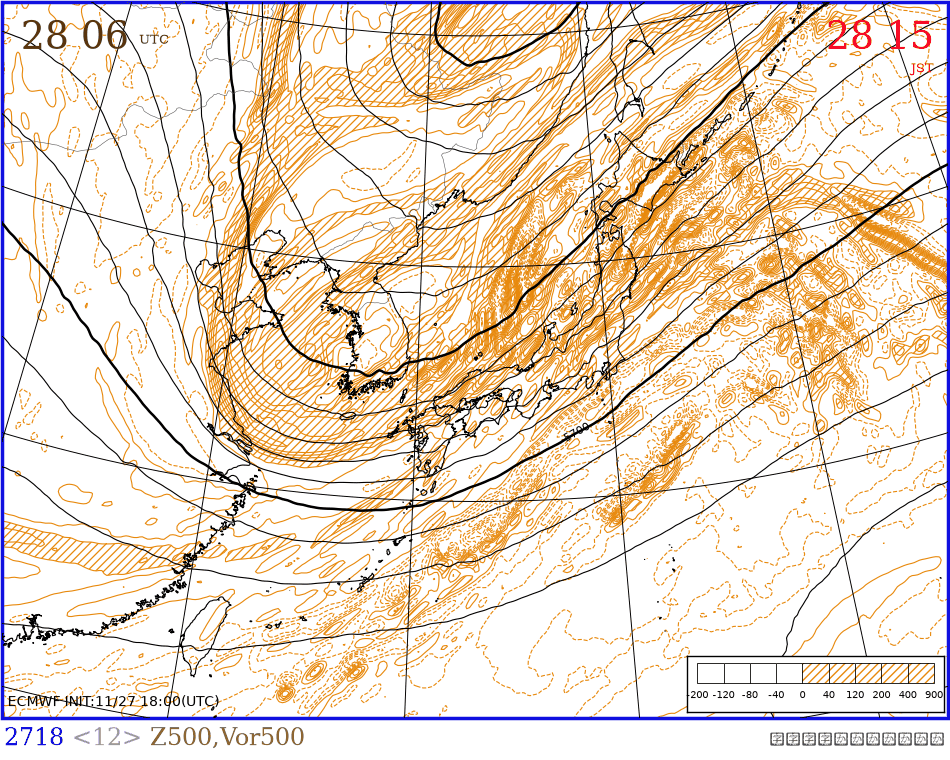 28 06 UTC
28 15
JST
5700
-200 -120 -80 -40 0 40 120 200 400 900
ECMWF INIT:11/27 18:00(UTC)
2718 <12> Z500,Vor500